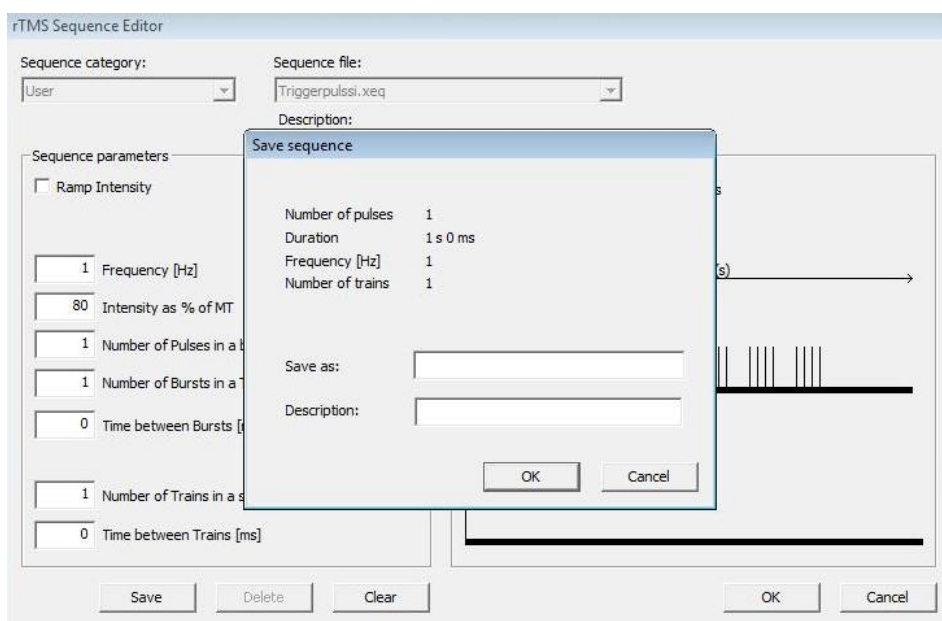 rTMS Sequence Editor
Sequence category:
Sequence file:
User
Triggerpulssi.xeq
Description:
Sequence parameters
Ramp Intensity
1 Frequency [Hz]
80 Intensity as % of MT
1 Number of Pulses in a
1 Number of Bursts in a
0 Time between Bursts
1 Number of Trains in a
0 Time between Trains [ms]
Save Delete Clear
Save sequence
Number of pulses 1
Duration 1 s 0 ms
Frequency [Hz] 1
Number of trains 1
Save as:
Description:
OK Cancel
(s)
OK Cancel